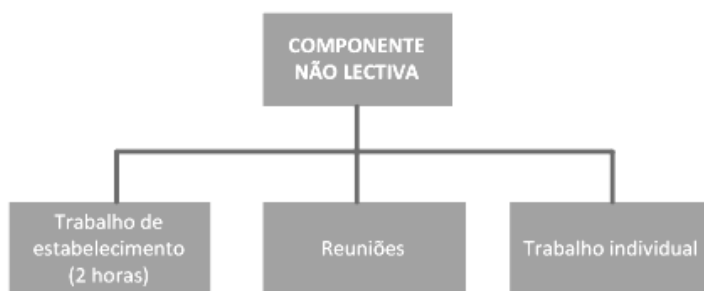 COMPONENTE
NÃO LECTIVA
Trabalho de
estabelecimento
(2 horas)
Reuniões
Trabalho individual